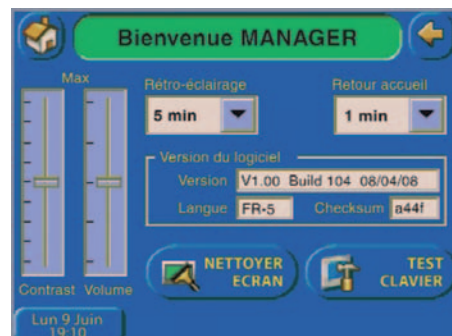 Bienvenue MANAGER
Max
Rétro-éclairage
Retour accueil
5 min
1 min
Version du logiciel
Version V1.00 Build 104 08/04/08
Langue FR-5 Checksum a44f
NETTOYER
ECRAN
TEST
CLAVIER
Contrast Volume
Lun 9 Juin
19:10